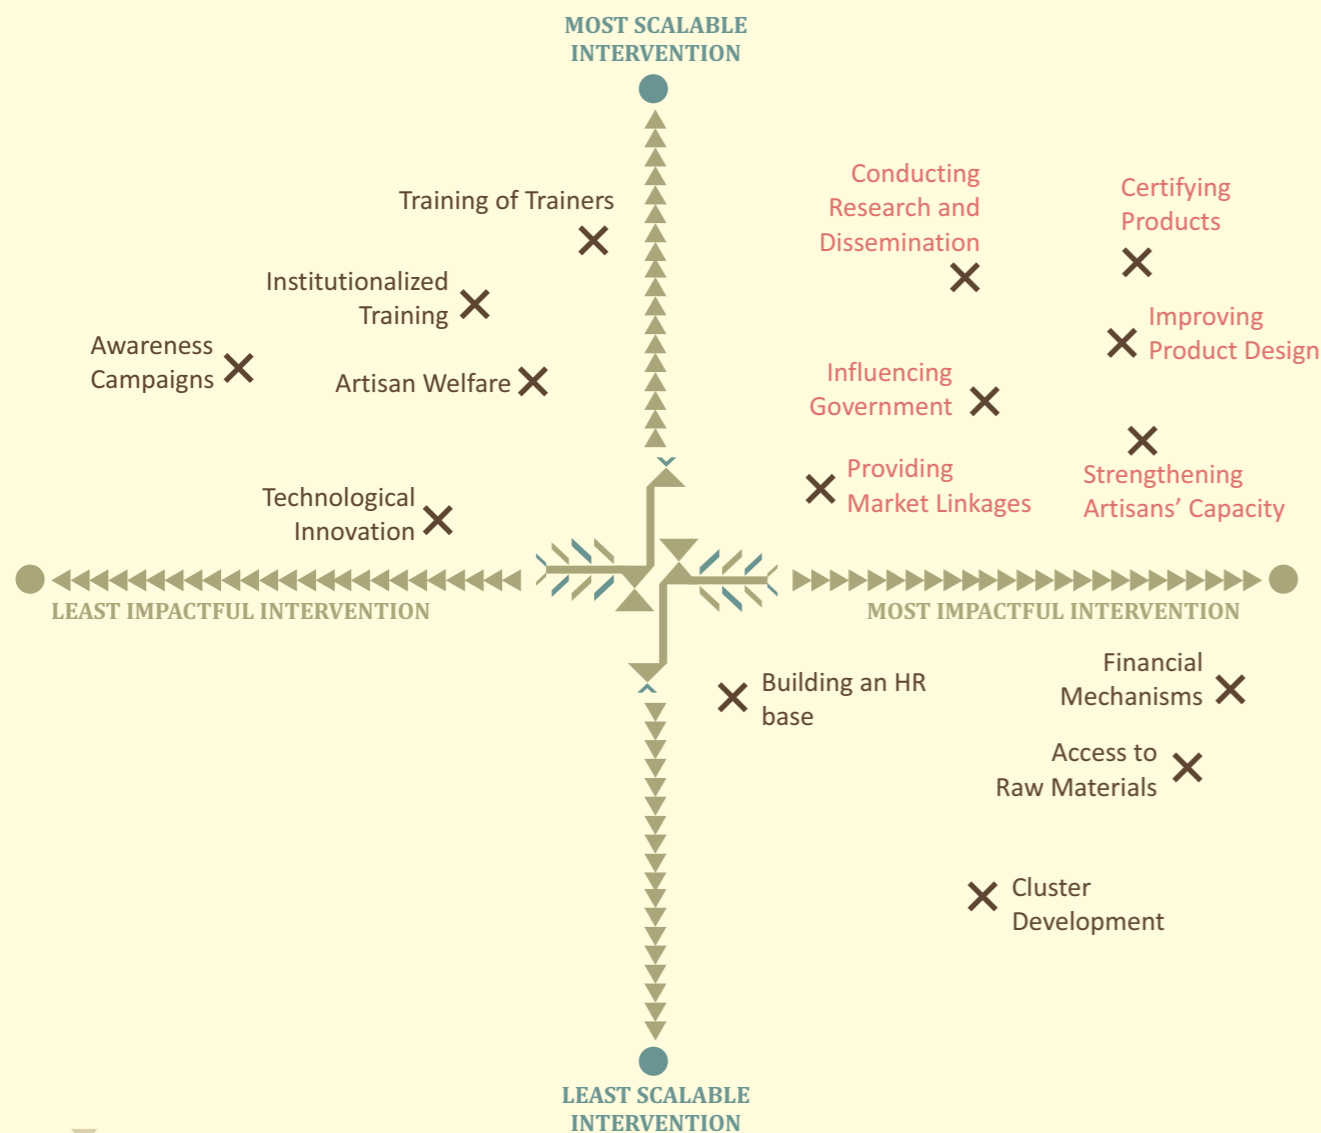 MOST SCALABLE
INTERVENTION
Training of Trainers
Conducting
Research and
Dissemination
Certifying
Products
Institutionalized
Training
Improving
Product Design
Awareness
Campaigns
Artisan Welfare
Influencing
Government
Providing
Market Linkages
Strengthening
Artisans’ Capacity
Technological
Innovation
LEAST IMPACTFUL INTERVENTION
MOST IMPACTFUL INTERVENTION
Building an HR
base
Financial
Mechanisms
Access to
Raw Materials
Cluster
Development
LEAST SCALABLE
INTERVENTION